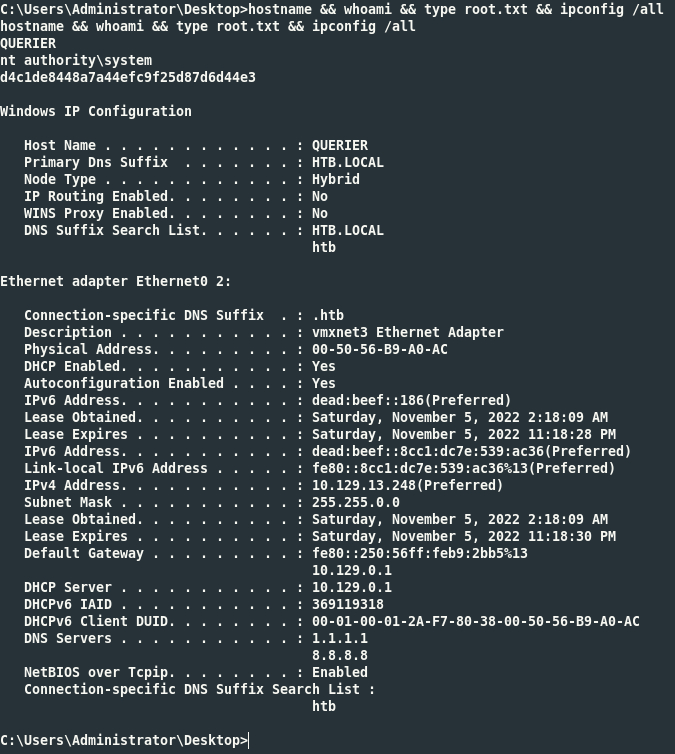 C:\Users\Administrator\Desktop>hostname && whoami && type root.txt && ipconfig /all
hostname && whoami && type root.txt && ipconfig /all
QUERIER
nt authority\system
d4c1de8448a7a44efc9f25d87d6d44e3
Windows IP Configuration
Host Name . . . . . . . . . . . . : QUERIER
Primary Dns Suffix  . . . . . . . : HTB.LOCAL
Node Type . . . . . . . . . . . . : Hybrid
IP Routing Enabled. . . . . . . . : No
WINS Proxy Enabled. . . . . . . . : No
DNS Suffix Search List. . . . . . : HTB.LOCAL
htb
Ethernet adapter Ethernet0 2:
Connection-specific DNS Suffix  . : .htb
Description . . . . . . . . . . . : vmxnet3 Ethernet Adapter
Physical Address. . . . . . . . . : 00-50-56-B9-A0-AC
DHCP Enabled. . . . . . . . . . . : Yes
Autoconfiguration Enabled . . . . : Yes
IPv6 Address. . . . . . . . . . . : dead:beef::186(Preferred)
Lease Obtained. . . . . . . . . . : Saturday, November 5, 2022 2:18:09 AM
Lease Expires . . . . . . . . . . : Saturday, November 5, 2022 11:18:28 PM
IPv6 Address. . . . . . . . . . . : dead:beef::8cc1:dc7e:539:ac36(Preferred)
Link-local IPv6 Address . . . . . : fe80::8cc1:dc7e:539:ac36%13(Preferred)
IPv4 Address. . . . . . . . . . . : 10.129.13.248(Preferred)
Subnet Mask . . . . . . . . . . . : 255.255.0.0
Lease Obtained. . . . . . . . . . : Saturday, November 5, 2022 2:18:09 AM
Lease Expires . . . . . . . . . . : Saturday, November 5, 2022 11:18:30 PM
Default Gateway . . . . . . . . . : fe80::250:56ff:feb9:2bb5%13
10.129.0.1
DHCP Server . . . . . . . . . . . : 10.129.0.1
DHCPv6 IAID . . . . . . . . . . . : 369119318
DHCPv6 Client DUID. . . . . . . . : 00-01-00-01-2A-F7-80-38-00-50-56-B9-A0-AC
DNS Servers . . . . . . . . . . . : 1.1.1.1
8.8.8.8
NetBIOS over Tcpip. . . . . . . . : Enabled
Connection-specific DNS Suffix Search List :
htb
C:\Users\Administrator\Desktop>